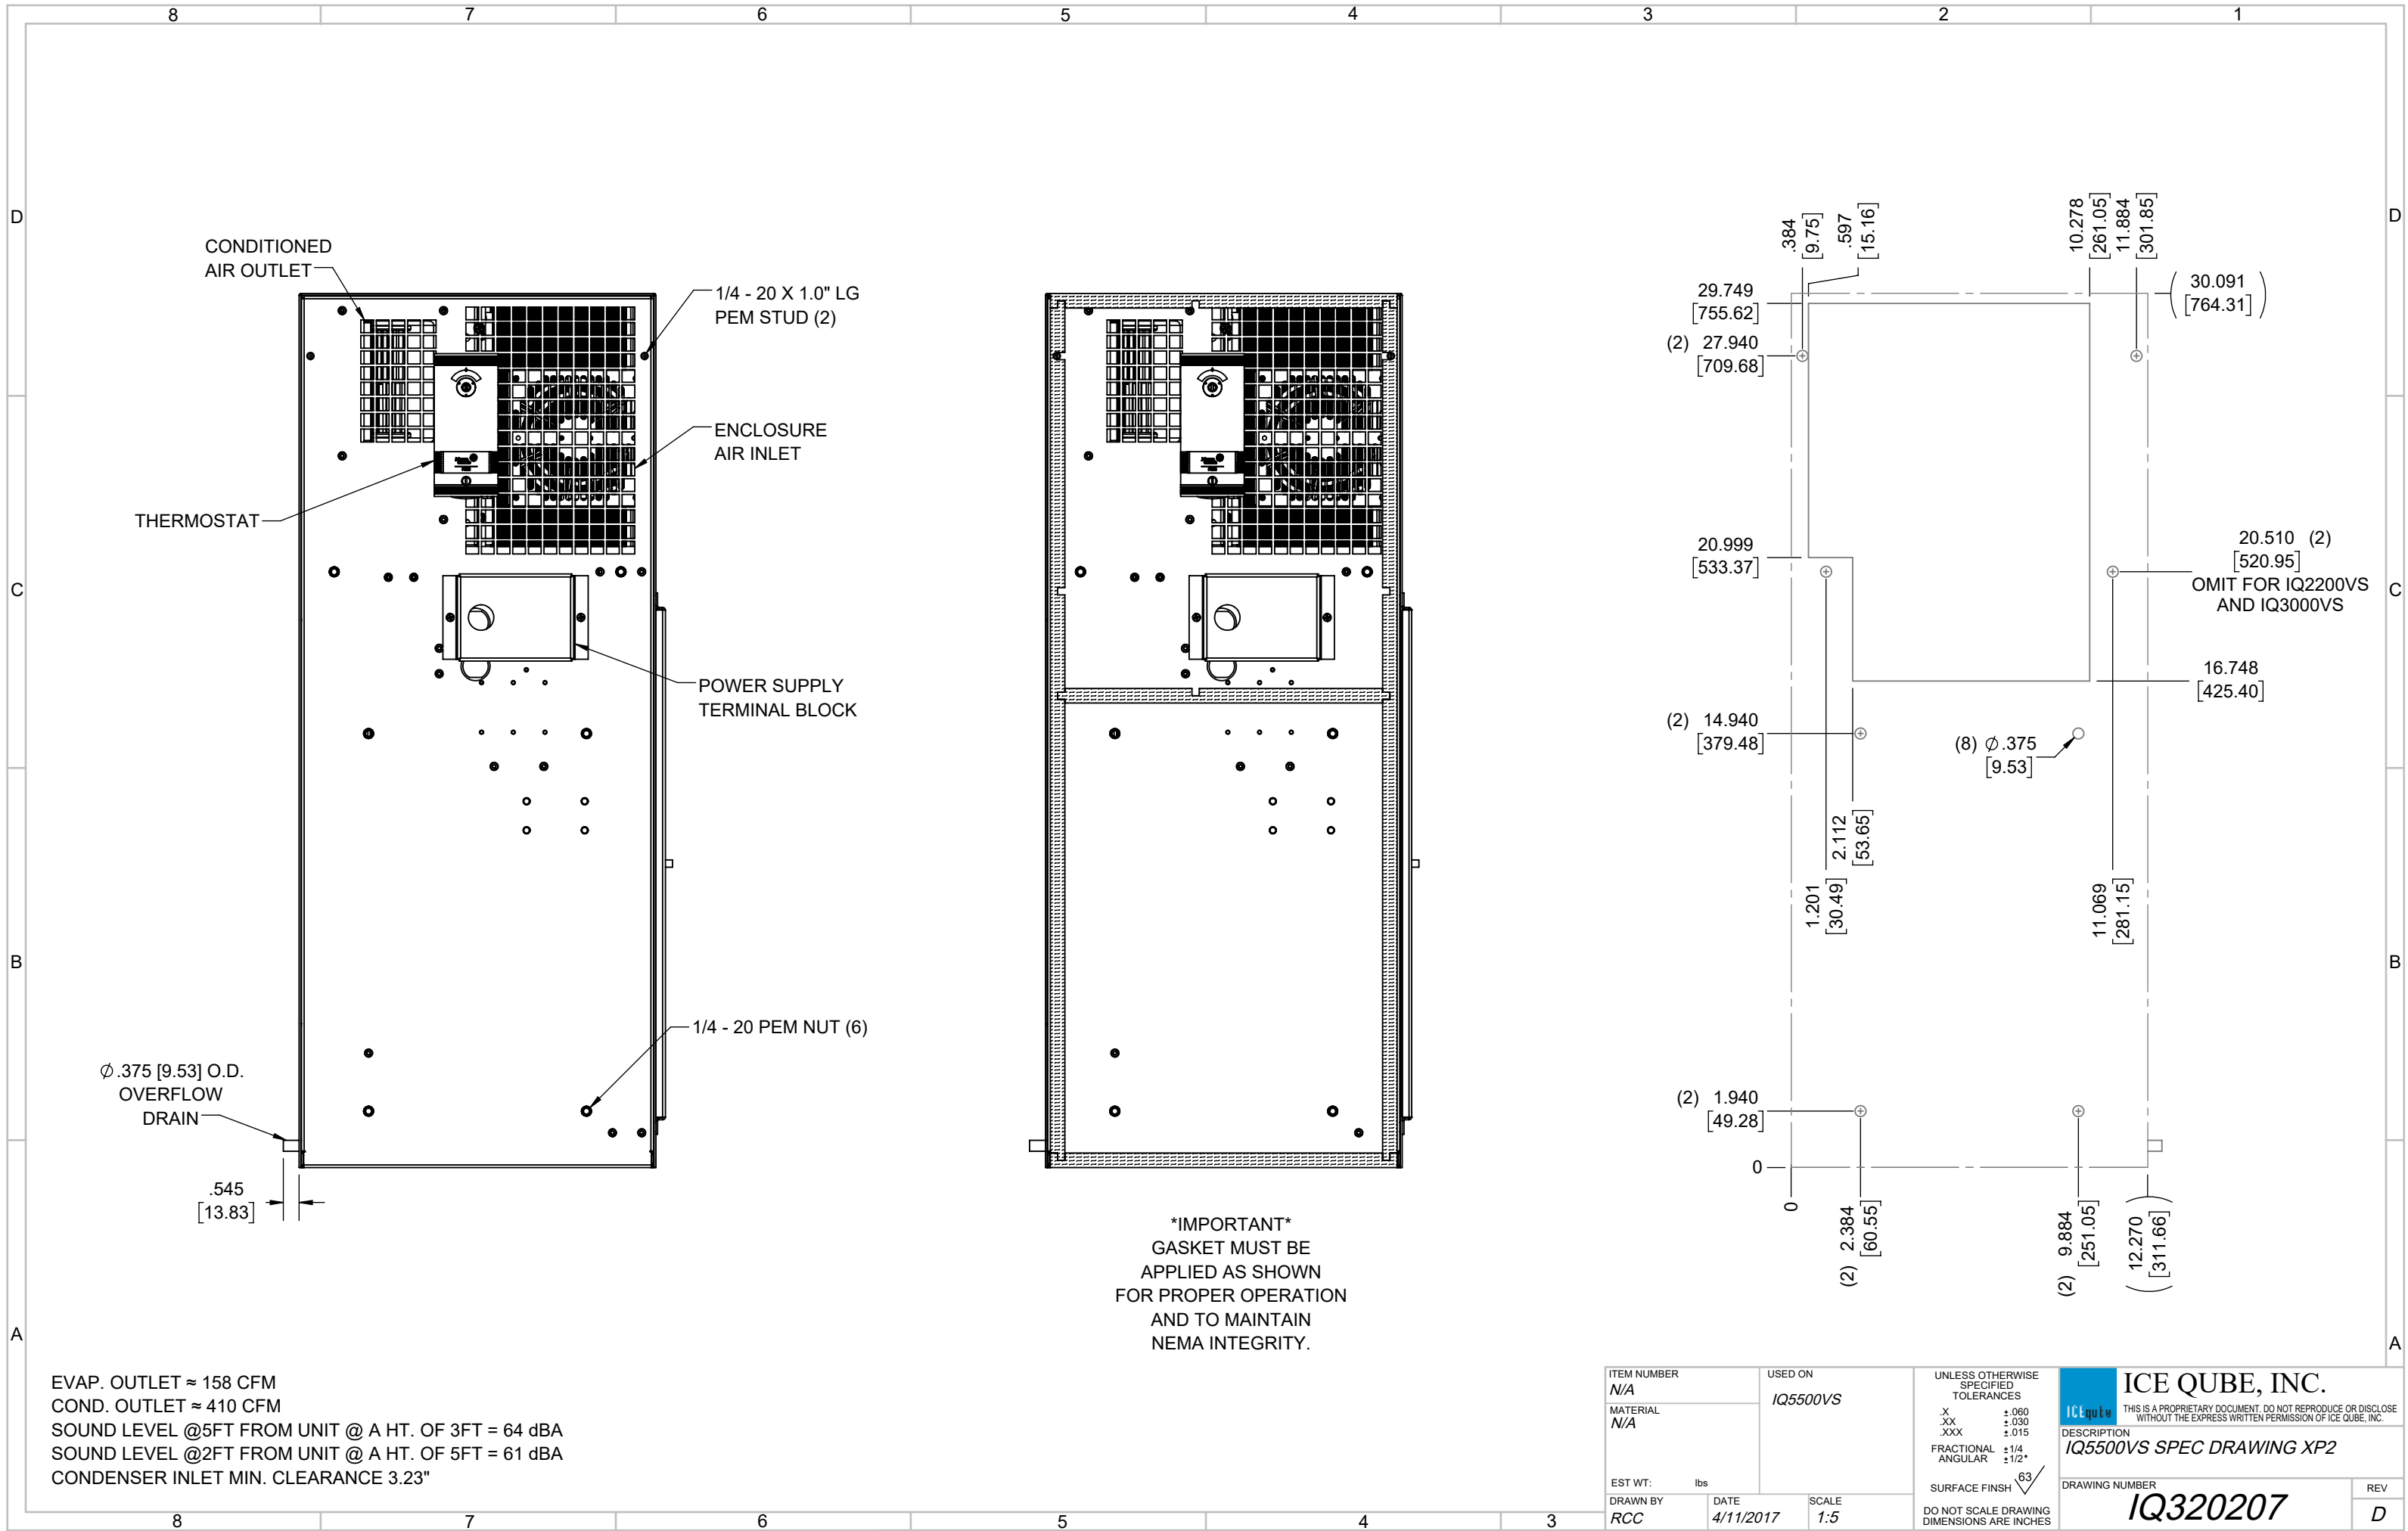 8 7 6 5 4 3 2 1
D
C
B
A
D
C
B
A
CONDITIONED
AIR OUTLET
1/4 - 20 X 1.0" LG
PEM STUD (2)
ENCLOSURE
AIR INLET
THERMOSTAT
POWER SUPPLY
TERMINAL BLOCK
1/4 - 20 PEM NUT (6)
∅.375 [9.53] O.D.
OVERFLOW
DRAIN
.545
[13.83]
*IMPORTANT*
GASKET MUST BE
APPLIED AS SHOWN
FOR PROPER OPERATION
AND TO MAINTAIN
NEMA INTEGRITY.
.384
[9.75]
.597
[15.16]
10.278
[261.05]
11.884
[301.85]
(30.091
[764.31])
29.749
[755.62]
(2) 27.940
[709.68]
20.999
[533.37]
20.510 (2)
[520.95]
OMIT FOR IQ2200VS
AND IQ3000VS
16.748
[425.40]
(2) 14.940
[379.48]
(8) ∅.375
[9.53]
2.112
[53.65]
1.201
[30.49]
11.069
[281.15]
(2) 1.940
[49.28]
0
0
(2) 2.384
[60.55]
(2) 9.884
[251.05]
(12.270
[311.66])
EVAP. OUTLET ≈ 158 CFM
COND. OUTLET ≈ 410 CFM
SOUND LEVEL @5FT FROM UNIT @ A HT. OF 3FT = 64 dBA
SOUND LEVEL @2FT FROM UNIT @ A HT. OF 5FT = 61 dBA
CONDENSER INLET MIN. CLEARANCE 3.23"
ITEM NUMBER
N/A
MATERIAL
N/A
EST WT: lbs
USED ON
IQ5500VS
DRAWN BY
RCC
DATE
4/11/2017
SCALE
1:5
UNLESS OTHERWISE
SPECIFIED
TOLERANCES
.X ±.060
.XX ±.030
.XXX ±.015
FRACTIONAL ±1/4
ANGULAR ±1/2°
SURFACE FINSH 63
DO NOT SCALE DRAWING
DIMENSIONS ARE INCHES
ICEqube
ICE QUBE, INC.
THIS IS A PROPRIETARY DOCUMENT. DO NOT REPRODUCE OR DISCLOSE
WITHOUT THE EXPRESS WRITTEN PERMISSION OF ICE QUBE, INC.
DESCRIPTION
IQ5500VS SPEC DRAWING XP2
DRAWING NUMBER
IQ320207
REV
D
8 7 6 5 4 3